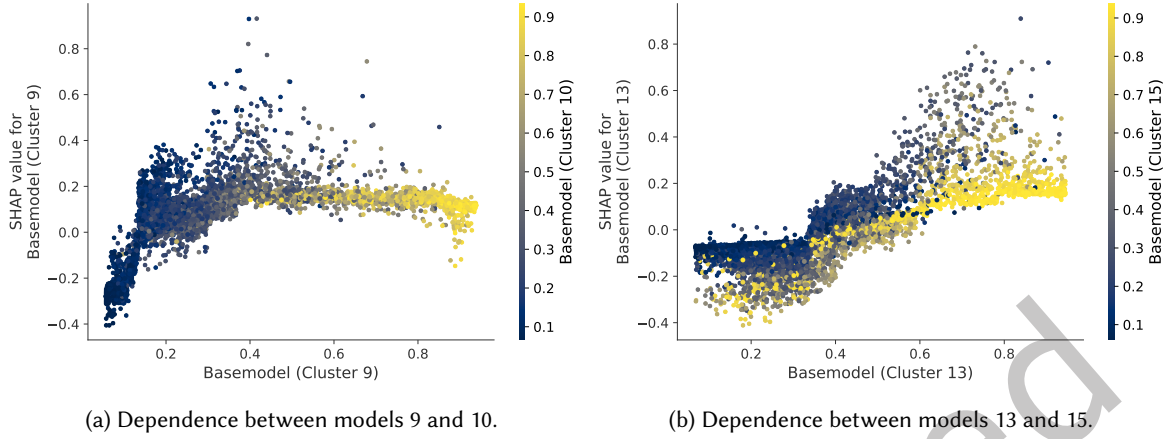 0.8
0.6
0.4
0.2
0.0
−0.2
−0.4
SHAP value for
Basemodel (Cluster 9)
0.2 0.4 0.6 0.8
Basemodel (Cluster 9)
0.9
0.8
0.7
0.6
0.5
0.4
0.3
0.2
0.1
Basemodel (Cluster 10)
(a) Dependence between models 9 and 10.
0.8
0.6
0.4
0.2
0.0
−0.2
−0.4
SHAP value for
Basemodel (Cluster 13)
0.2 0.4 0.6 0.8
Basemodel (Cluster 13)
0.9
0.8
0.7
0.6
0.5
0.4
0.3
0.2
0.1
Basemodel (Cluster 15)
(b) Dependence between models 13 and 15.